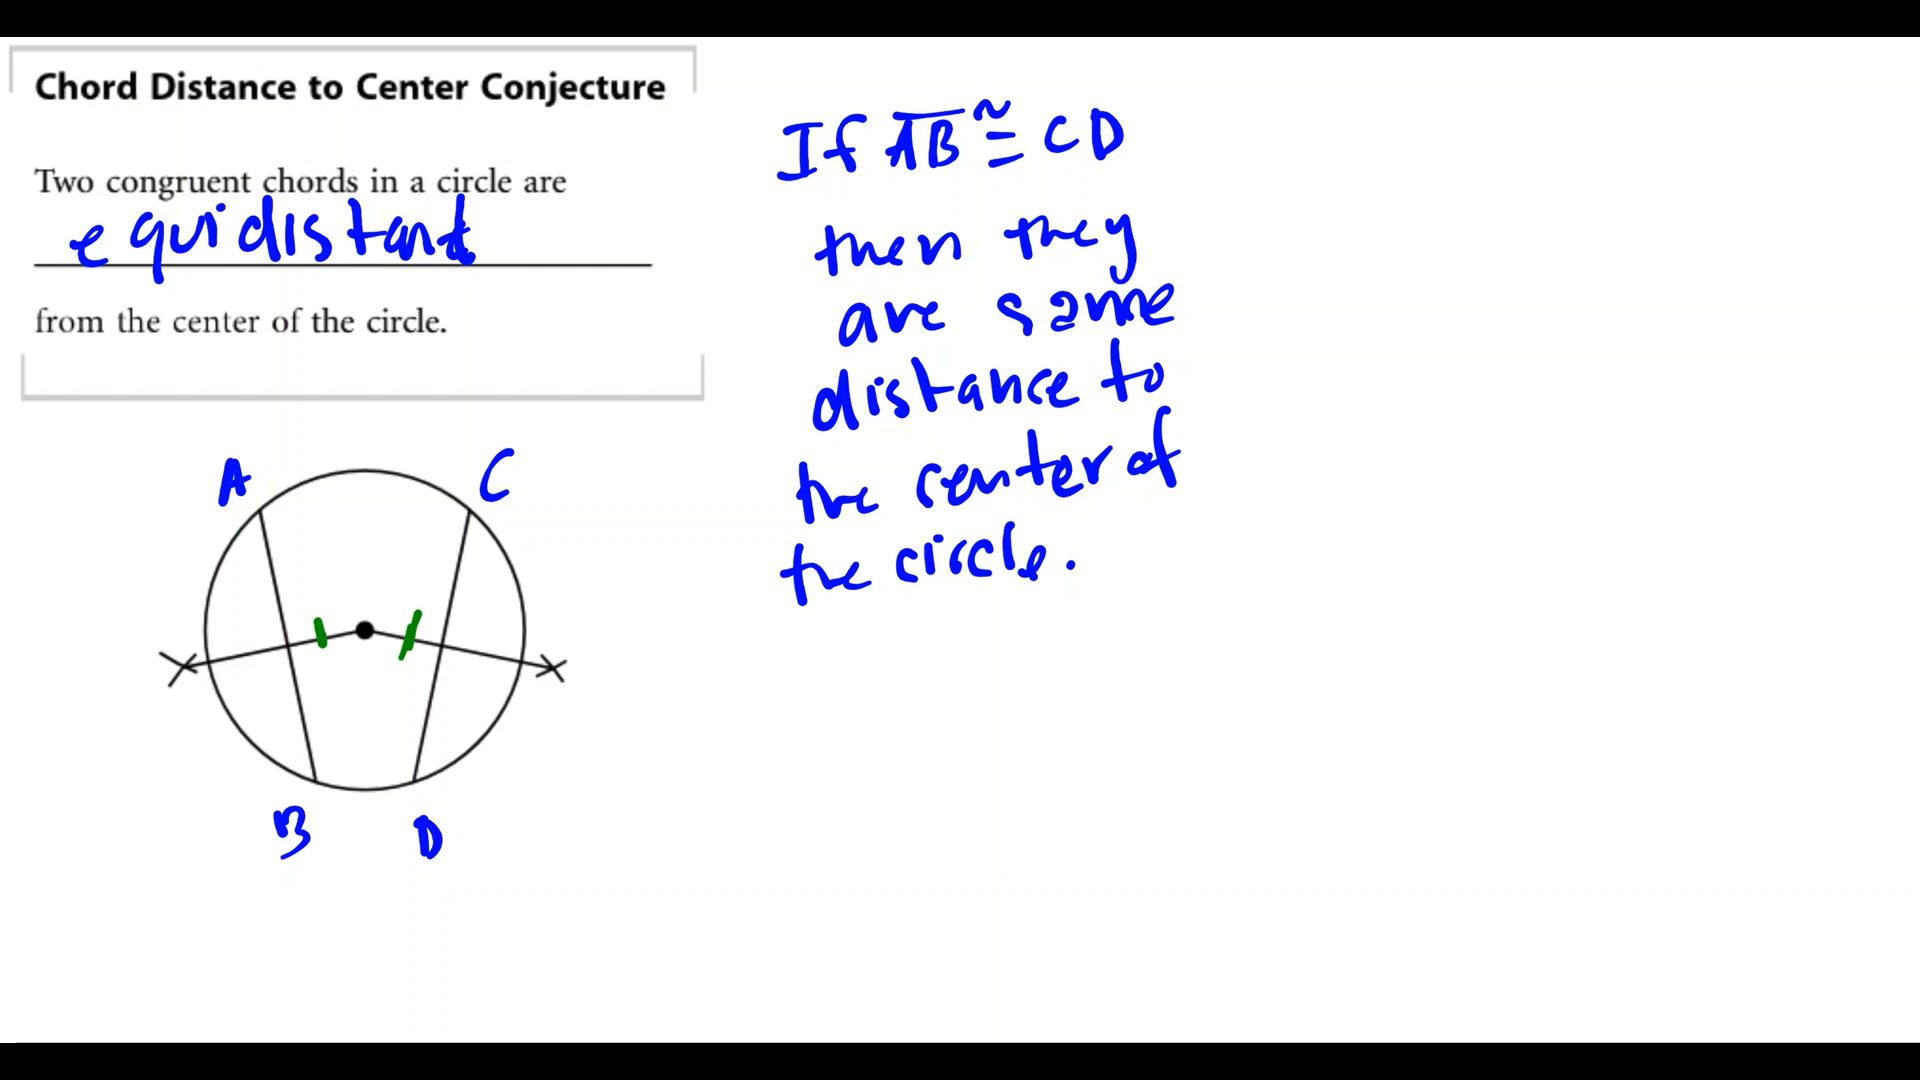 Chord Distance to Center Conjecture
Two congruent chords in a circle are
equidistant
from the center of the circle.
If A̅B̅ ≅ CD
then they
are same
distance to
the center of
the circle.
A C
B D